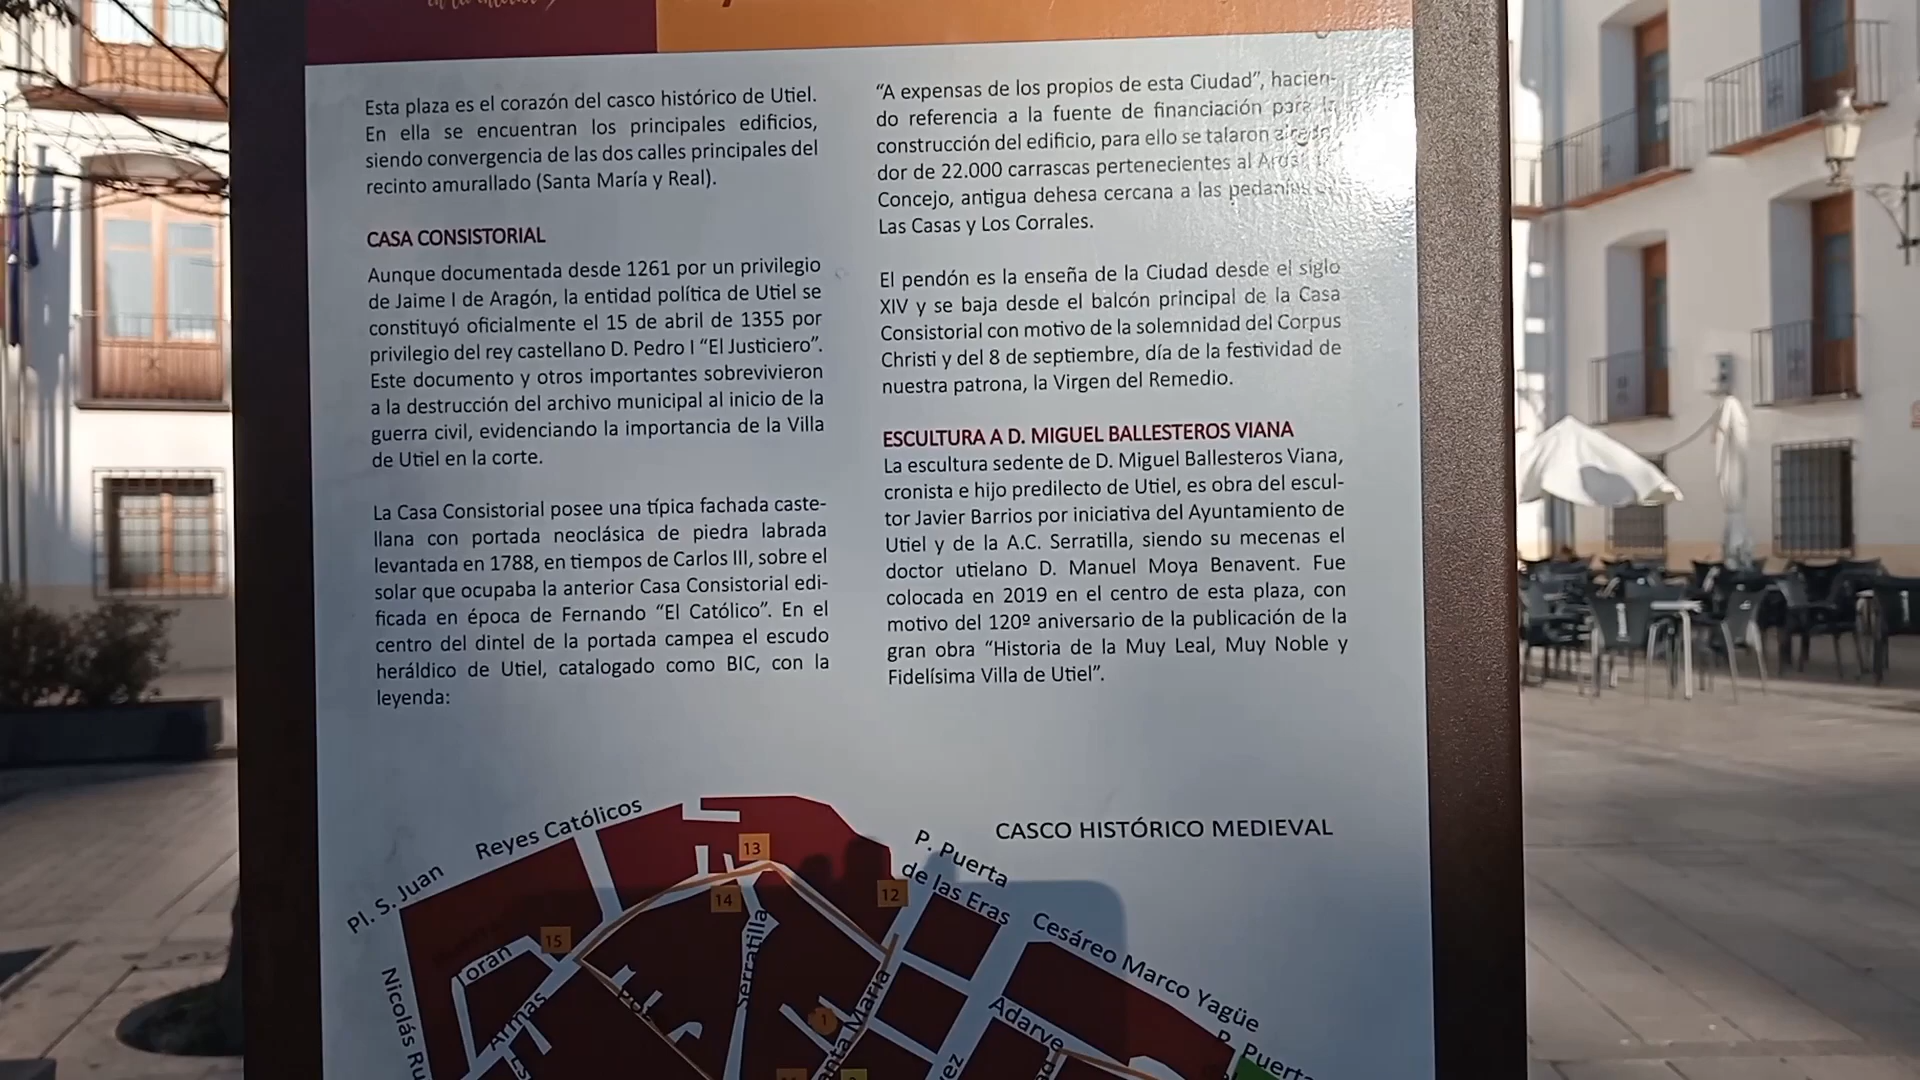 Esta plaza es el corazón del casco histórico de Utiel.
En ella se encuentran los principales edificios,
siendo convergencia de las dos calles principales del
recinto amurallado (Santa María y Real).
CASA CONSISTORIAL
Aunque documentada desde 1261 por un privilegio
de Jaime I de Aragón, la entidad política de Utiel se
constituyó oficialmente el 15 de abril de 1355 por
privilegio del rey castellano D. Pedro I “El Justiciero”.
Este documento y otros importantes sobrevivieron
a la destrucción del archivo municipal al inicio de la
guerra civil, evidenciando la importancia de la Villa
de Utiel en la corte.
La Casa Consistorial posee una típica fachada caste-
llana con portada neoclásica de piedra labrada
levantada en 1788, en tiempos de Carlos III, sobre el
solar que ocupaba la anterior Casa Consistorial edi-
ficada en época de Fernando “El Católico”. En el
centro del dintel de la portada campea el escudo
heráldico de Utiel, catalogado como BIC, con la
leyenda:
“A expensas de los propios de esta Ciudad”, hacien-
do referencia a la fuente de financiación para la
construcción del edificio, para ello se talaron
dor de 22.000 carrascas pertenecientes al
Concejo, antigua dehesa cercana a las pedanías
Las Casas y Los Corrales.
El pendón es la enseña de la Ciudad desde el siglo
XIV y se baja desde el balcón principal de la Casa
Consistorial con motivo de la solemnidad del Corpus
Christi y del 8 de septiembre, día de la festividad de
nuestra patrona, la Virgen del Remedio.
ESCULTURA A D. MIGUEL BALLESTEROS VIANA
La escultura sedente de D. Miguel Ballesteros Viana,
cronista e hijo predilecto de Utiel, es obra del escul-
tor Javier Barrios por iniciativa del Ayuntamiento de
Utiel y de la A.C. Serratilla, siendo su mecenas el
doctor utielano D. Manuel Moya Benavent. Fue
colocada en 2019 en el centro de esta plaza, con
motivo del 120º aniversario de la publicación de la
gran obra “Historia de la Muy Leal, Muy Noble y
Fidelísima Villa de Utiel”.
CASCO HISTÓRICO MEDIEVAL
Reyes Católicos
Pl. S. Juan
P. Puerta
de las Eras
13
14
12
15
Cesáreo Marco Yagüe
Torán
Armas
Serratilla
Nicolás
Adarve
1
P. Puerta